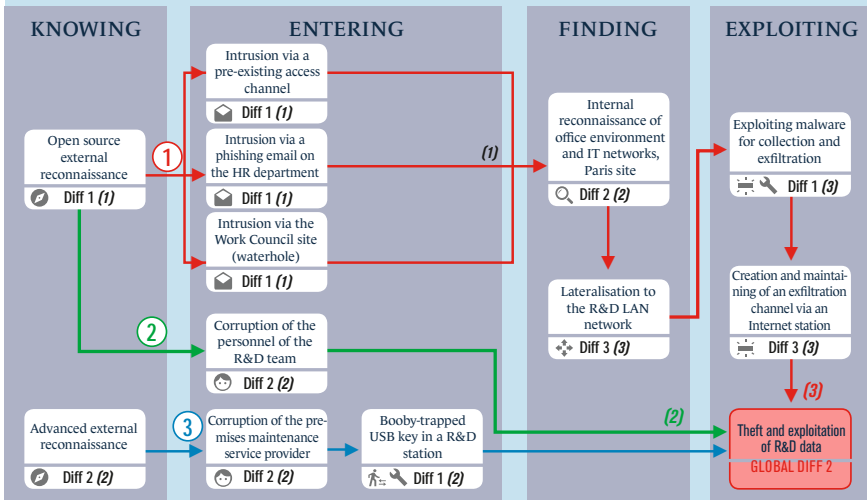 KNOWING
ENTERING
FINDING
EXPLOITING
Open source
external
reconnaissance
Diff 1 (1)
1
Intrusion via a
pre-existing access
channel
Diff 1 (1)
Intrusion via a
phishing email on
the HR department
Diff 1 (1)
Intrusion via the
Work Council site
(waterhole)
Diff 1 (1)
(1)
Internal
reconnaissance of
office environment
and IT networks,
Paris site
Diff 2 (2)
Lateralisation to
the R&D LAN
network
Diff 3 (3)
Exploiting malware
for collection and
exfiltration
Diff 1 (3)
Creation and maintai-
ning of an exfiltration
channel via an
Internet station
Diff 3 (3)
(3)
2
Corruption of the
personnel of the
R&D team
Diff 2 (2)
(2)
Advanced external
reconnaissance
Diff 2 (2)
3
Corruption of the pre-
mises maintenance
service provider
Diff 2 (2)
Booby-trapped
USB key in a R&D
station
Diff 1 (2)
Theft and exploitation
of R&D data
GLOBAL DIFF 2